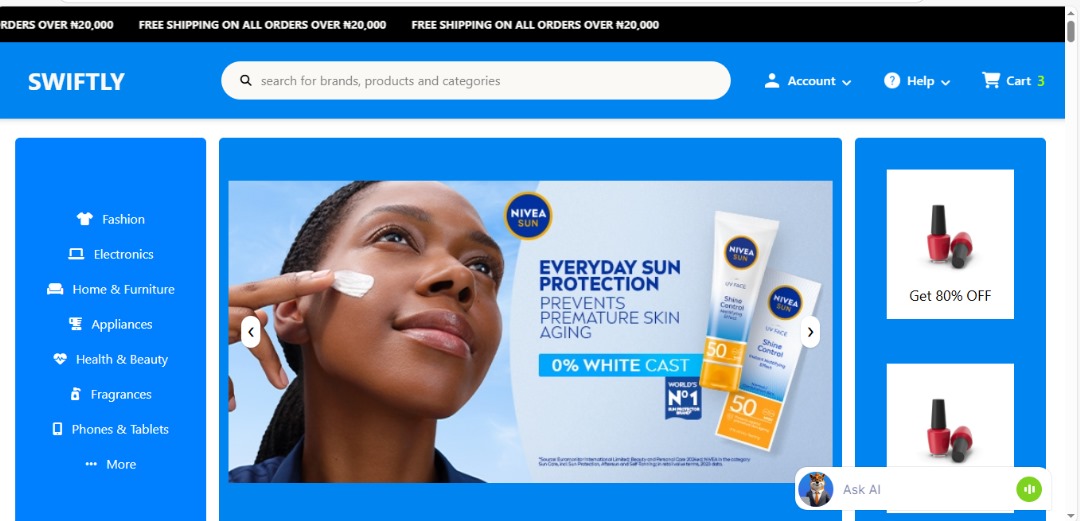 RDERS OVER ₦20,000 FREE SHIPPING ON ALL ORDERS OVER ₦20,000 FREE SHIPPING ON ALL ORDERS OVER ₦20,000
SWIFTLY
search for brands, products and categories
Account
Help
Cart 3
Fashion
Electronics
Home & Furniture
Appliances
Health & Beauty
Fragrances
Phones & Tablets
More
NIVEA
SUN
EVERYDAY SUN
PROTECTION
PREVENTS
PREMATURE SKIN
AGING
0% WHITE CAST
WORLD'S
Nº1
SUN PROTECTION
BRAND*
NIVEA
SUN
UV FACE
Shine
Control
50
NIVEA
SUN
UV FACE
Shine
Control
50
Get 80% OFF
Ask AI